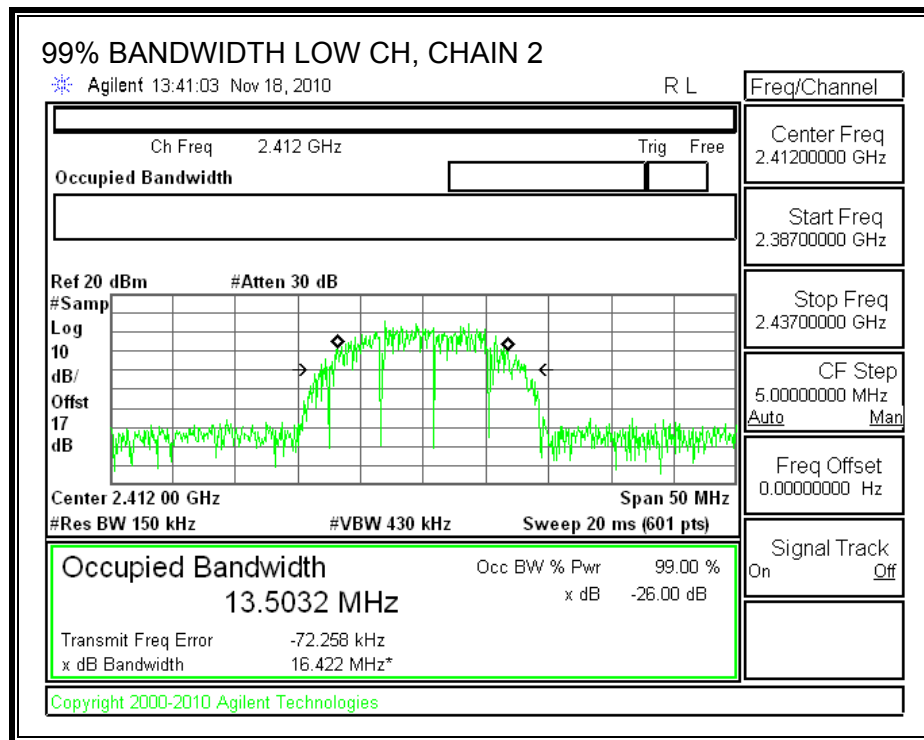 99% BANDWIDTH LOW CH, CHAIN 2
Agilent 13:41:03 Nov 18, 2010 R L
Freq/Channel
Ch Freq 2.412 GHz Trig Free
Occupied Bandwidth
Center Freq
2.41200000 GHz
Start Freq
2.38700000 GHz
Stop Freq
2.43700000 GHz
CF Step
5.00000000 MHz
Auto Man
Freq Offset
0.00000000 Hz
Signal Track
On Off
Ref 20 dBm #Atten 30 dB
#Samp
Log
10
dB/
Offst
17
dB
Center 2.412 00 GHz Span 50 MHz
#Res BW 150 kHz #VBW 430 kHz Sweep 20 ms (601 pts)
Occupied Bandwidth
13.5032 MHz
Occ BW % Pwr 99.00 %
x dB -26.00 dB
Transmit Freq Error -72.258 kHz
x dB Bandwidth 16.422 MHz*
Copyright 2000-2010 Agilent Technologies